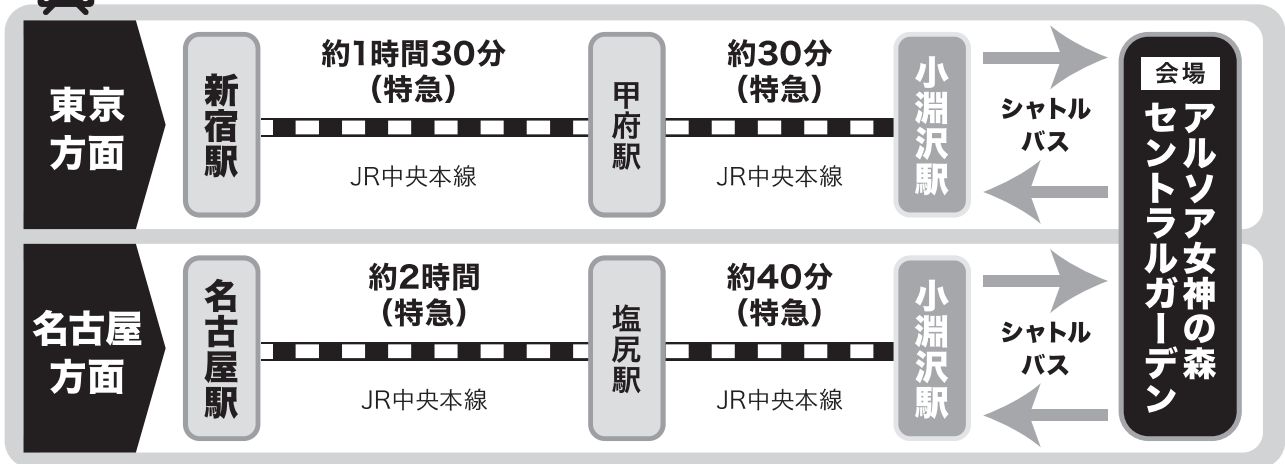 東京
方面
新宿駅
約1時間30分
(特急)
JR中央本線
甲府駅
約30分
(特急)
JR中央本線
小淵沢駅
シャトル
バス
名古屋
方面
名古屋駅
約2時間
(特急)
JR中央本線
塩尻駅
約40分
(特急)
JR中央本線
小淵沢駅
シャトル
バス
会場
アルソア女神の森
セントラルガーデン